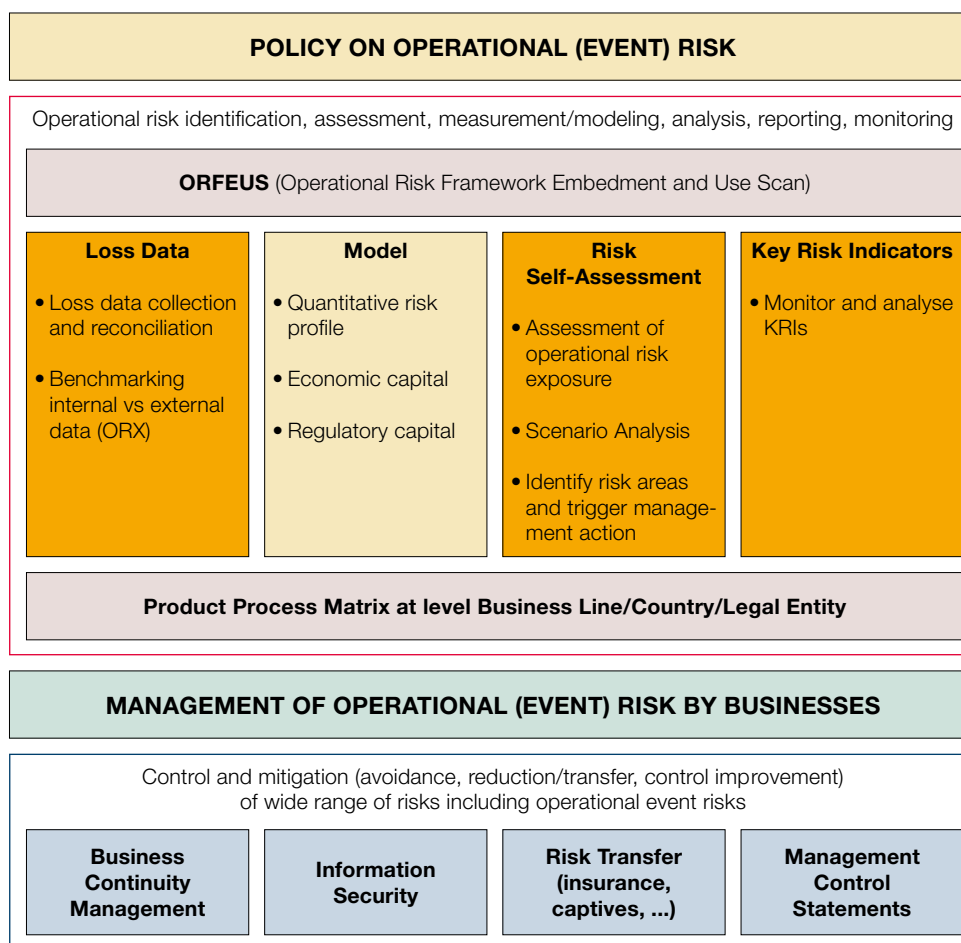 POLICY ON OPERATIONAL (EVENT) RISK
Operational risk identification, assessment, measurement/modeling, analysis, reporting, monitoring
ORFEUS (Operational Risk Framework Embedment and Use Scan)
Loss Data
• Loss data collection
and reconciliation
• Benchmarking
internal vs external
data (ORX)
Model
• Quantitative risk
profile
• Economic capital
• Regulatory capital
Risk
Self-Assessment
• Assessment of
operational risk
exposure
• Scenario Analysis
• Identify risk areas
and trigger manage-
ment action
Key Risk Indicators
• Monitor and analyse
KRIs
Product Process Matrix at level Business Line/Country/Legal Entity
MANAGEMENT OF OPERATIONAL (EVENT) RISK BY BUSINESSES
Control and mitigation (avoidance, reduction/transfer, control improvement)
of wide range of risks including operational event risks
Business
Continuity
Management
Information
Security
Risk Transfer
(insurance,
captives, ...)
Management
Control
Statements